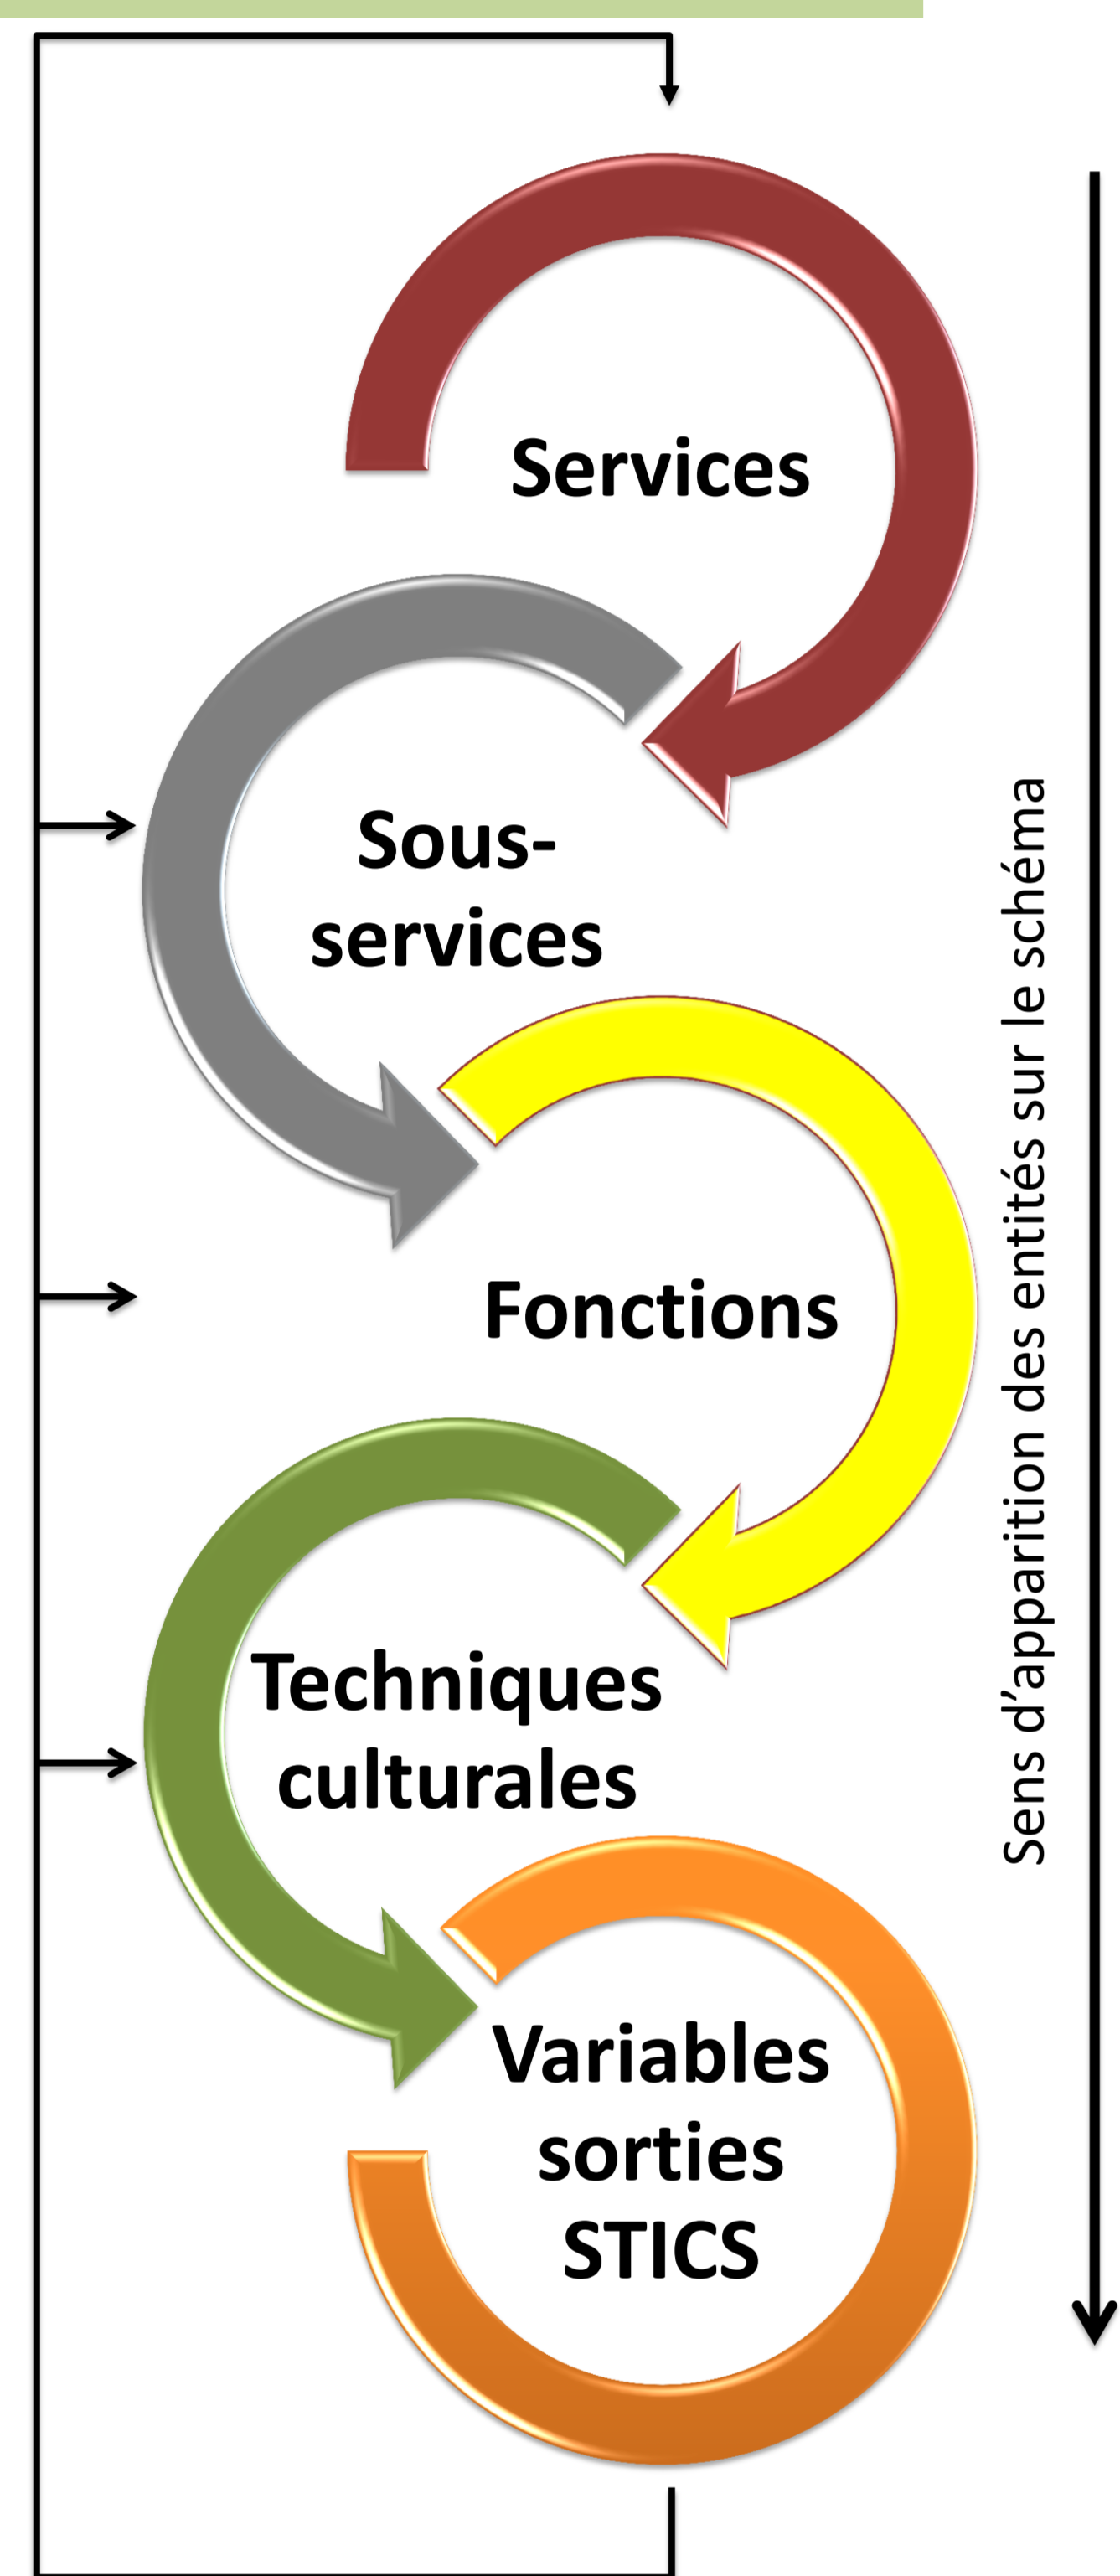 Services
Sous-
services
Fonctions
Techniques
culturales
Variables
sorties
STICS
Sens d’apparition des entités sur le schéma